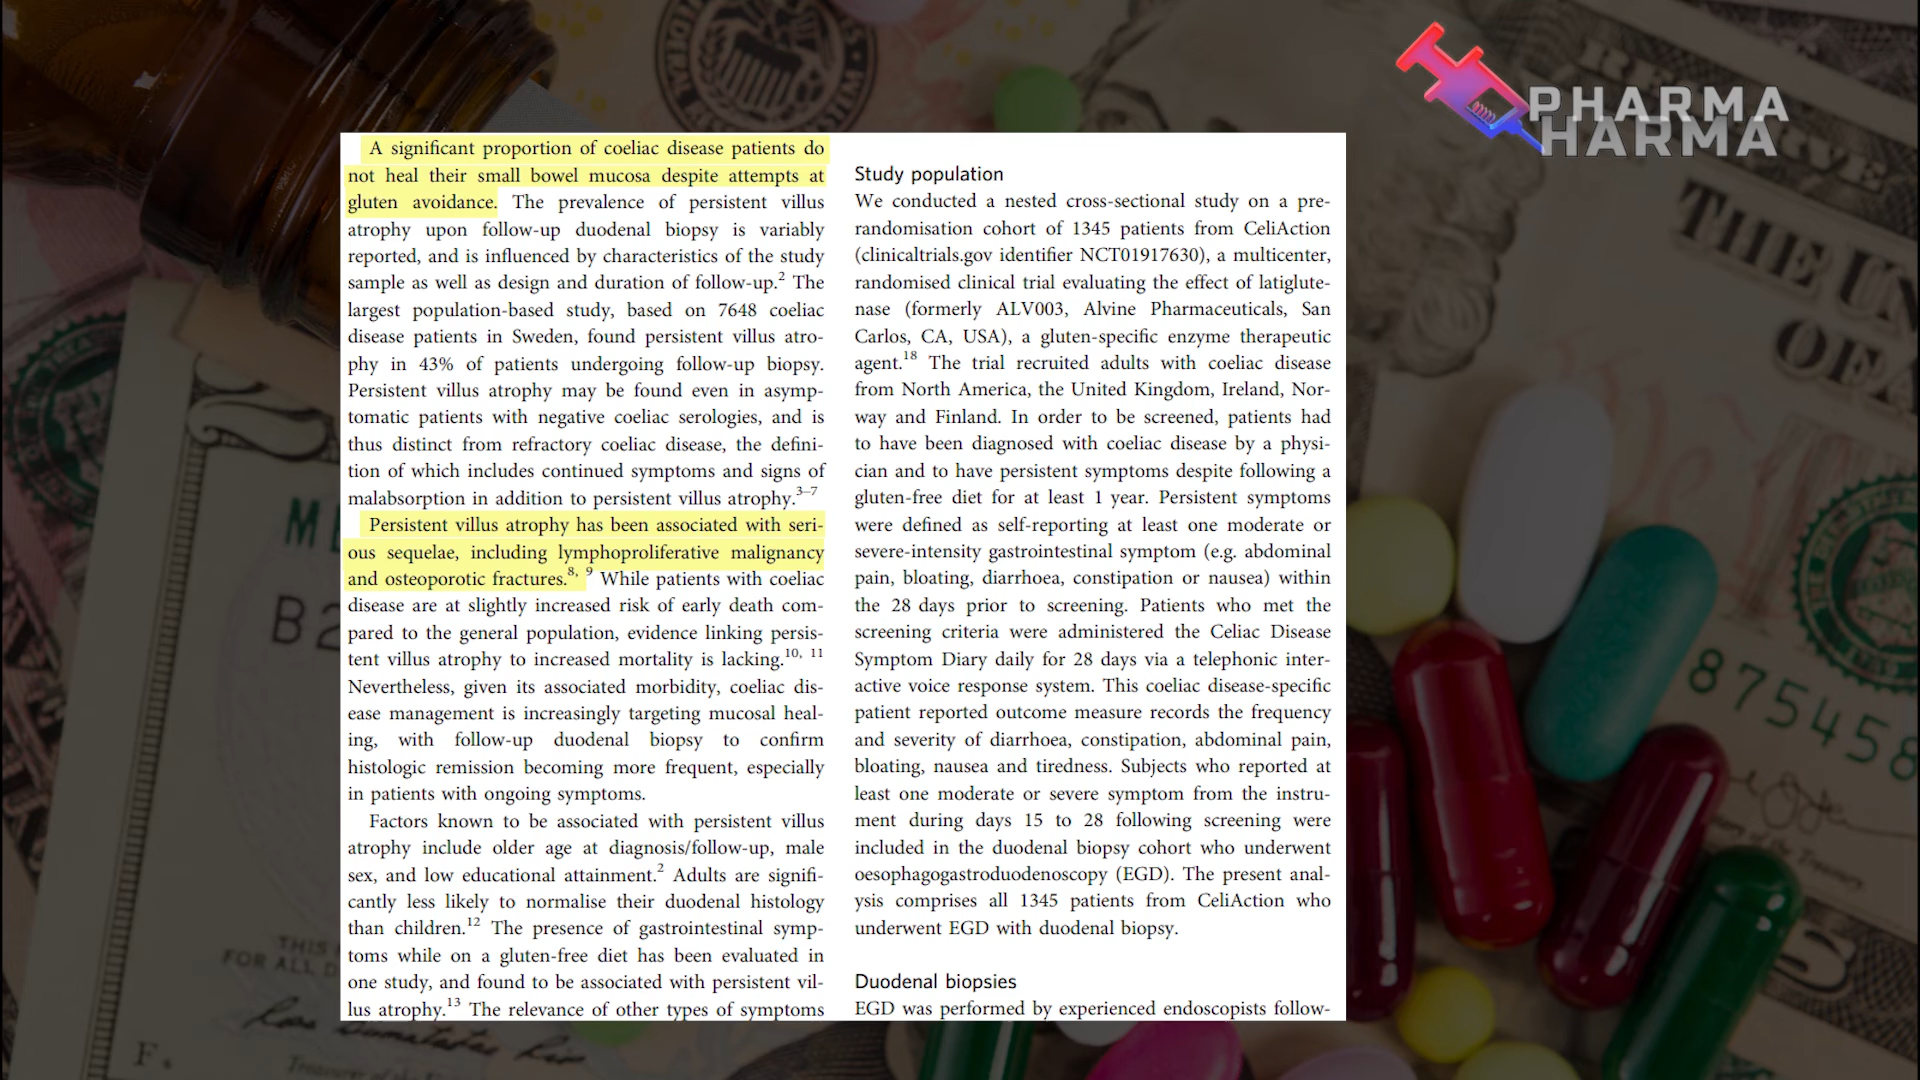 PHARMA
HARMA
A significant proportion of coeliac disease patients do
not heal their small bowel mucosa despite attempts at
gluten avoidance. The prevalence of persistent villus
atrophy upon follow-up duodenal biopsy is variably
reported, and is influenced by characteristics of the study
sample as well as design and duration of follow-up.2 The
largest population-based study, based on 7648 coeliac
disease patients in Sweden, found persistent villus atro-
phy in 43% of patients undergoing follow-up biopsy.
Persistent villus atrophy may be found even in asymp-
tomatic patients with negative coeliac serologies, and is
thus distinct from refractory coeliac disease, the defini-
tion of which includes continued symptoms and signs of
malabsorption in addition to persistent villus atrophy.3–7
Persistent villus atrophy has been associated with seri-
ous sequelae, including lymphoproliferative malignancy
and osteoporotic fractures.8, 9 While patients with coeliac
disease are at slightly increased risk of early death com-
pared to the general population, evidence linking persis-
tent villus atrophy to increased mortality is lacking.10, 11
Nevertheless, given its associated morbidity, coeliac dis-
ease management is increasingly targeting mucosal heal-
ing, with follow-up duodenal biopsy to confirm
histologic remission becoming more frequent, especially
in patients with ongoing symptoms.
Factors known to be associated with persistent villus
atrophy include older age at diagnosis/follow-up, male
sex, and low educational attainment.2 Adults are signifi-
cantly less likely to normalise their duodenal histology
than children.12 The presence of gastrointestinal symp-
toms while on a gluten-free diet has been evaluated in
one study, and found to be associated with persistent vil-
lus atrophy.13 The relevance of other types of symptoms
Study population
We conducted a nested cross-sectional study on a pre-
randomisation cohort of 1345 patients from CeliAction
(clinicaltrials.gov identifier NCT01917630), a multicenter,
randomised clinical trial evaluating the effect of latiglute-
nase (formerly ALV003, Alvine Pharmaceuticals, San
Carlos, CA, USA), a gluten-specific enzyme therapeutic
agent.18 The trial recruited adults with coeliac disease
from North America, the United Kingdom, Ireland, Nor-
way and Finland. In order to be screened, patients had
to have been diagnosed with coeliac disease by a physi-
cian and to have persistent symptoms despite following a
gluten-free diet for at least 1 year. Persistent symptoms
were defined as self-reporting at least one moderate or
severe-intensity gastrointestinal symptom (e.g. abdominal
pain, bloating, diarrhoea, constipation or nausea) within
the 28 days prior to screening. Patients who met the
screening criteria were administered the Celiac Disease
Symptom Diary daily for 28 days via a telephonic inter-
active voice response system. This coeliac disease-specific
patient reported outcome measure records the frequency
and severity of diarrhoea, constipation, abdominal pain,
bloating, nausea and tiredness. Subjects who reported at
least one moderate or severe symptom from the instru-
ment during days 15 to 28 following screening were
included in the duodenal biopsy cohort who underwent
oesophagogastroduodenoscopy (EGD). The present anal-
ysis comprises all 1345 patients from CeliAction who
underwent EGD with duodenal biopsy.
Duodenal biopsies
EGD was performed by experienced endoscopists follow-
THE UN
OF A
875458
B2
THIS
FOR ALL D
F.